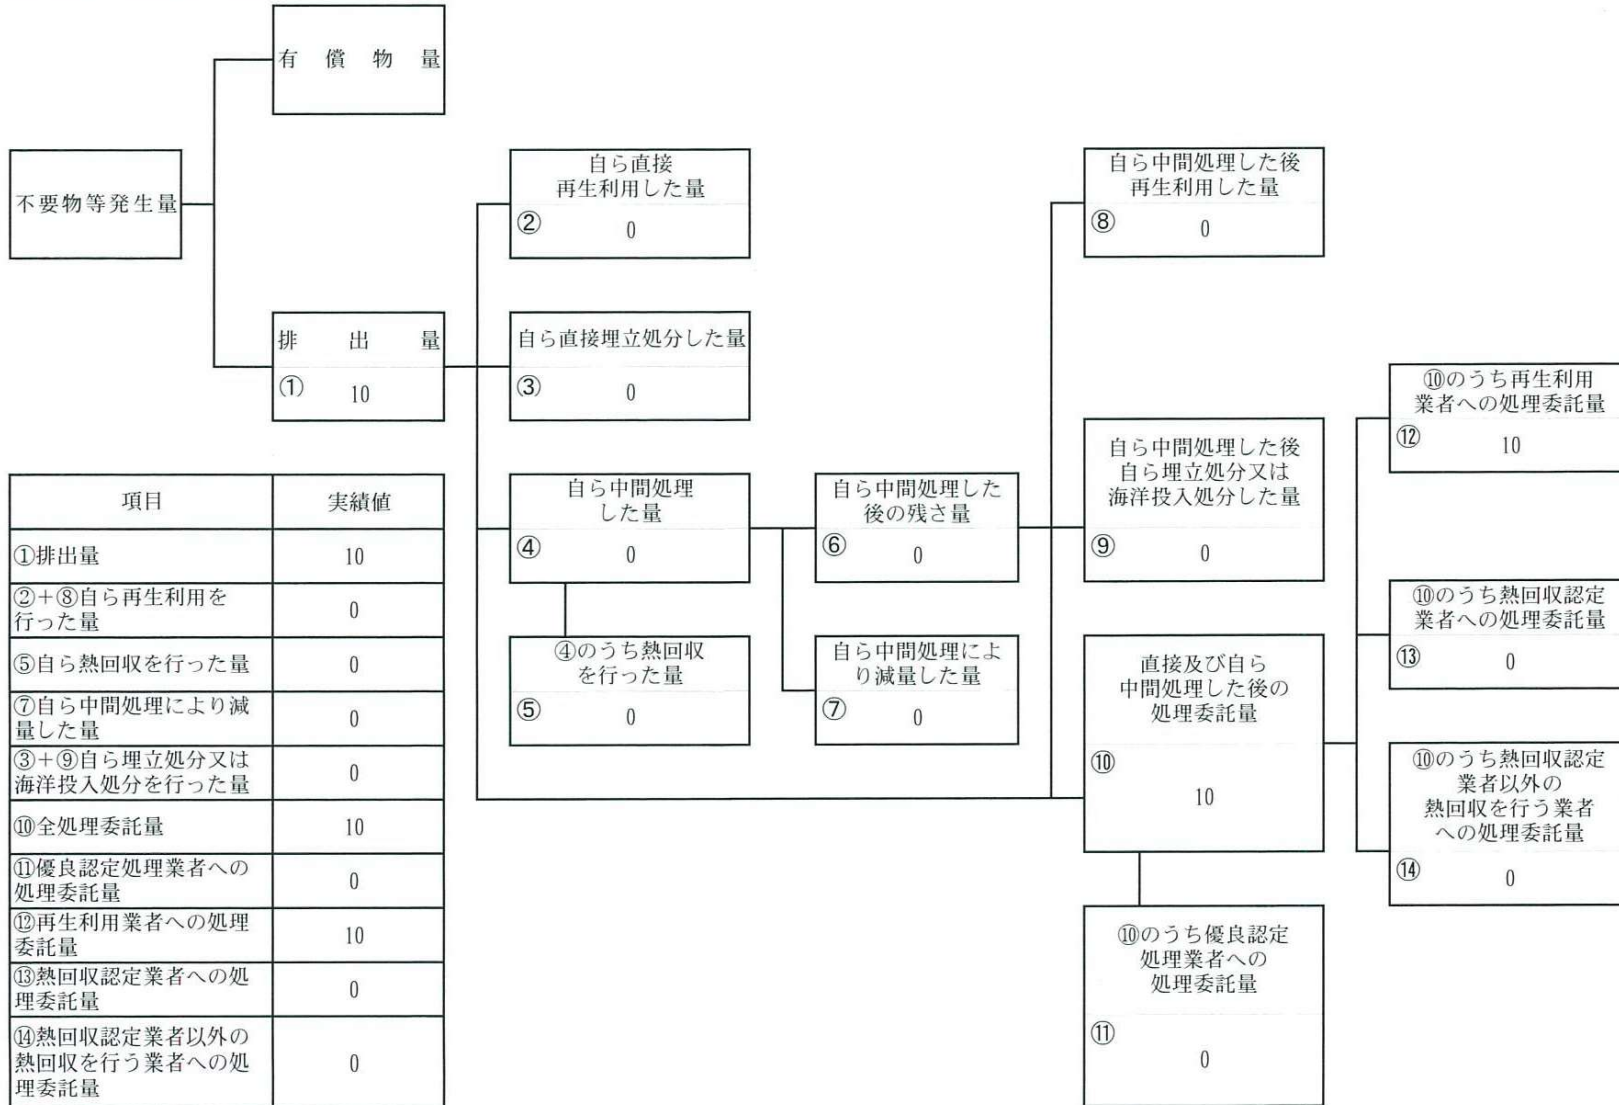 有償物量
不要物等発生量
排出量
① 10
自ら直接
再生利用した量
② 0
自ら直接埋立処分した量
③ 0
自ら中間処理
した量
④ 0
④のうち熱回収
を行った量
⑤ 0
自ら中間処理した
後の残さ量
⑥ 0
自ら中間処理によ
り減量した量
⑦ 0
自ら中間処理した後
再生利用した量
⑧ 0
自ら中間処理した後
自ら埋立処分又は
海洋投入処分した量
⑨ 0
直接及び自ら
中間処理した後の
処理委託量
⑩
10
⑩のうち優良認定
処理業者への
処理委託量
⑪
0
⑩のうち再生利用
業者への処理委託量
⑫ 10
⑩のうち熱回収認定
業者への処理委託量
⑬ 0
⑩のうち熱回収認定
業者以外の
熱回収を行う業者
への処理委託量
⑭ 0
項目 実績値
①排出量 10
②+⑧自ら再生利用を
行った量 0
⑤自ら熱回収を行った量 0
⑦自ら中間処理により減
量した量 0
③+⑨自ら埋立処分又は
海洋投入処分を行った量 0
⑩全処理委託量 10
⑪優良認定処理業者への
処理委託量 0
⑫再生利用業者への処理
委託量 10
⑬熱回収認定業者への処
理委託量 0
⑭熱回収認定業者以外の
熱回収を行う業者への処
理委託量 0